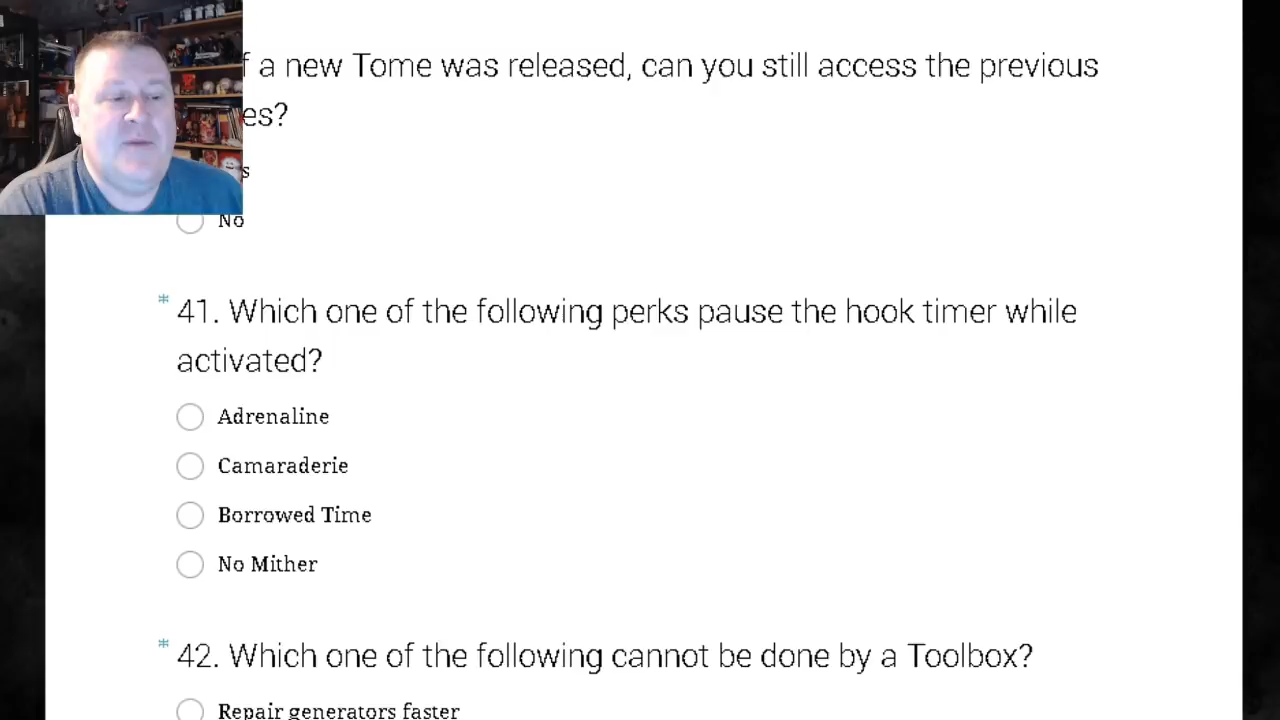 f a new Tome was released, can you still access the previous
es?
s
No
* 41. Which one of the following perks pause the hook timer while
activated?
Adrenaline
Camaraderie
Borrowed Time
No Mither
* 42. Which one of the following cannot be done by a Toolbox?
Repair generators faster